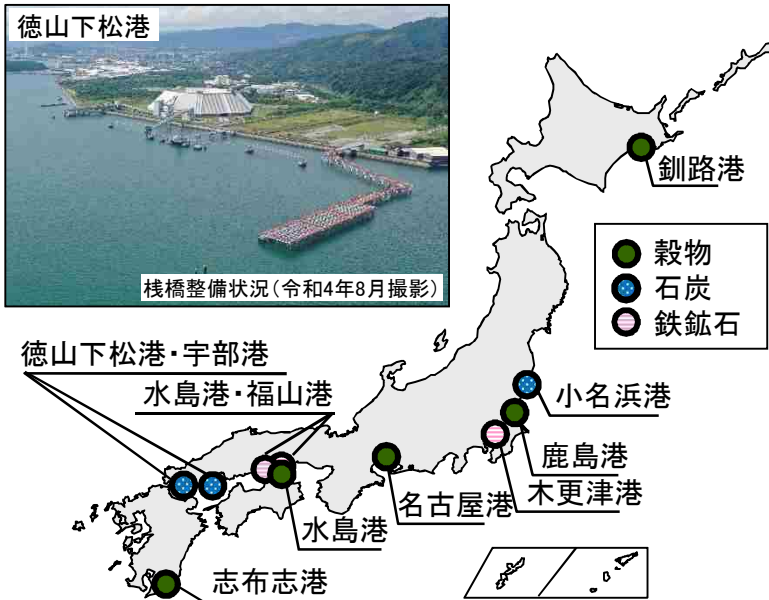 徳山下松港
桟橋整備状況(令和4年8月撮影)
釧路港
穀物
石炭
鉄鉱石
徳山下松港・宇部港
水島港・福山港
小名浜港
鹿島港
木更津港
名古屋港
水島港
志布志港